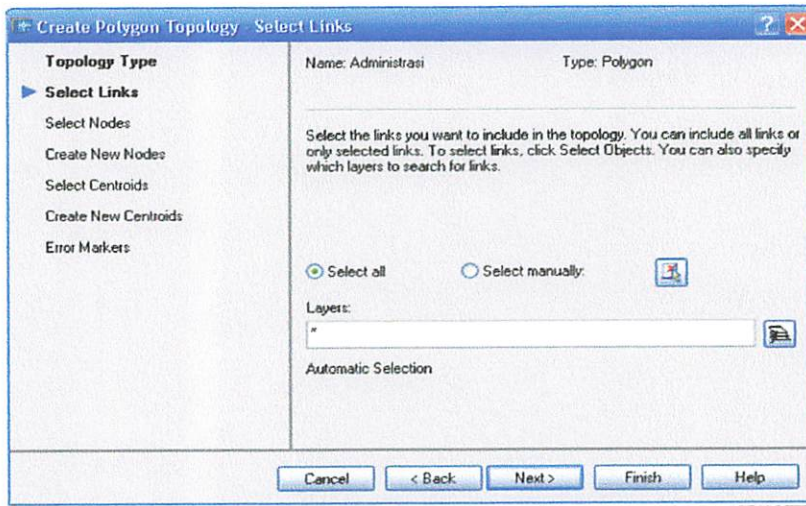 Create Polygon Topology - Select Links
Topology Type
Select Links
Select Nodes
Create New Nodes
Select Centroids
Create New Centroids
Error Markers
Name: Administrasi
Type: Polygon
Select the links you want to include in the topology. You can include all links or
only selected links. To select links, click Select Objects. You can also specify
which layers to search for links.
Select all
Select manually:
Layers:
*
Automatic Selection
Cancel
< Back
Next >
Finish
Help